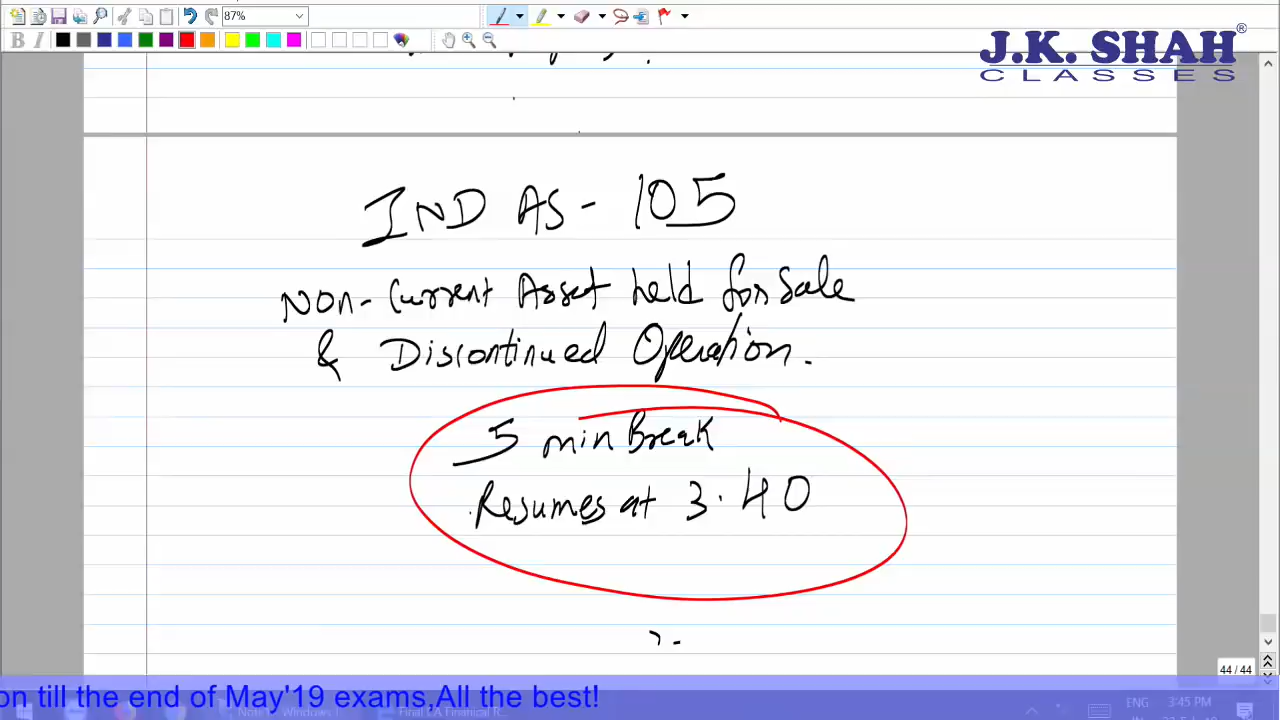 87%
J.K. SHAH®
CLASSES
IND AS - 105
Non-Current Asset held for Sale
& Discontinued Operation.
5 min Break
Resumes at 3.40
44 / 44
on till the end of May'19 exams,All the best!
ENG
3:45 PM